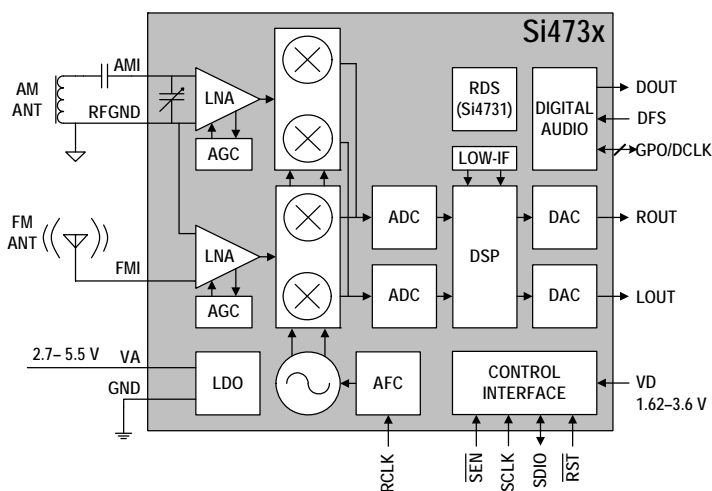 Si473x
AMI
AM
ANT
RFGND
LNA
AGC
RDS
(Si4731)
DIGITAL
AUDIO
DOUT
DFS
GPO/DCLK
LOW-IF
FM
ANT
FMI
LNA
AGC
ADC
ADC
DSP
DAC
DAC
ROUT
LOUT
2.7– 5.5 V
VA
GND
LDO
AFC
CONTROL
INTERFACE
VD
1.62–3.6 V
RCLK
SEN
SCLK
SDIO
RST